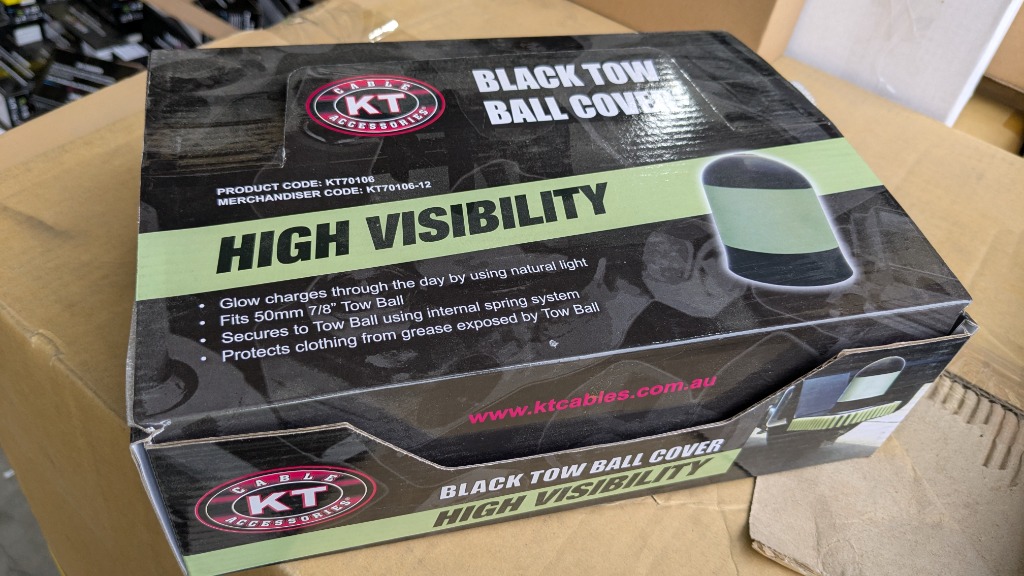 CABLE
KT
ACCESSORIES
BLACK TOW
BALL COVER
PRODUCT CODE: KT70106
MERCHANDISER CODE: KT70106-12
HIGH VISIBILITY
• Glow charges through the day by using natural light
• Fits 50mm 7/8" Tow Ball
• Secures to Tow Ball using internal spring system
• Protects clothing from grease exposed by Tow Ball
www.ktcables.com.au
CABLE
KT
ACCESSORIES
BLACK TOW BALL COVER
HIGH VISIBILITY